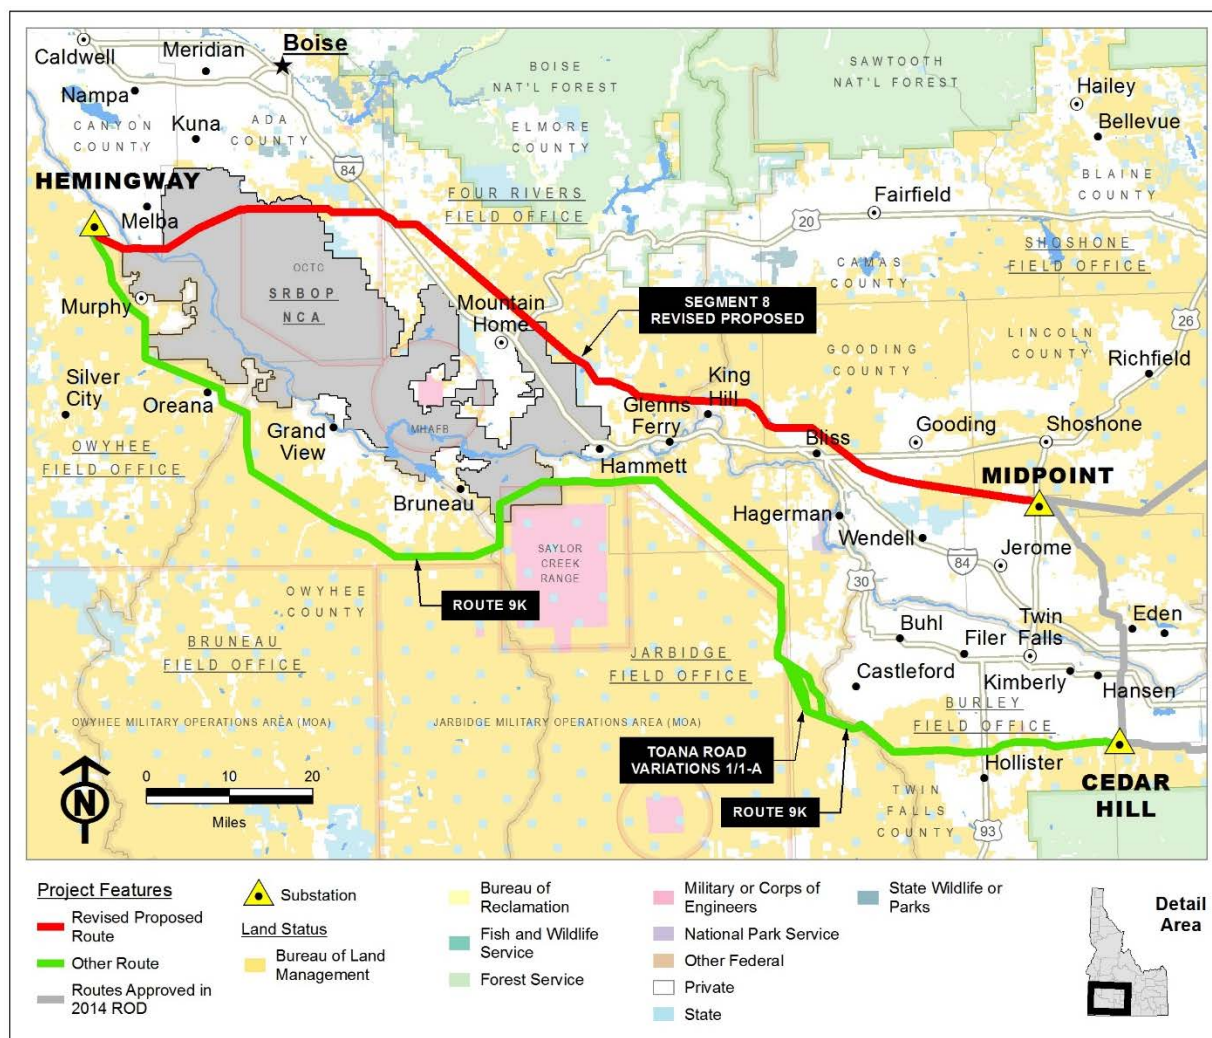 Caldwell
Meridian
Boise
Nampa
CANYON
COUNTY
Kuna
ADA
COUNTY
BOISE
NAT'L FOREST
SAWTOOTH
NAT'L FOREST
ELMORE
COUNTY
Hailey
Bellevue
BLAINE
COUNTY
84
HEMINGWAY
Melba
FOUR RIVERS
FIELD OFFICE
Fairfield
20
CAMAS
COUNTY
SHOSHONE
FIELD OFFICE
OCTC
SRBOP
NCA
Murphy
Mountain
Home
SEGMENT 8
REVISED PROPOSED
26
LINCOLN
COUNTY
GOODING
COUNTY
Richfield
Silver
City
Oreana
King
Hill
Glenns
Ferry
OWYHEE
FIELD OFFICE
Grand
View
MHAFB
Hammett
Bliss
Gooding
Shoshone
MIDPOINT
Bruneau
Hagerman
Wendell
Jerome
84
SAYLOR
CREEK
RANGE
30
OWYHEE
COUNTY
ROUTE 9K
Buhl
Filer
Twin
Falls
Eden
BRUNEAU
FIELD OFFICE
JARBIDGE
FIELD OFFICE
Castleford
Kimberly
Hansen
BURLEY
FIELD OFFICE
OWYHEE MILITARY OPERATIONS AREA (MOA)
JARBIDGE MILITARY OPERATIONS AREA (MOA)
TOANA ROAD
VARIATIONS 1/1-A
ROUTE 9K
Hollister
CEDAR
HILL
TWIN
FALLS
COUNTY
93
N
0 10 20
Miles
Project Features
Revised Proposed
Route
Other Route
Routes Approved in
2014 ROD
Substation
Land Status
Bureau of Land
Management
Bureau of
Reclamation
Fish and Wildlife
Service
Forest Service
Military or Corps of
Engineers
National Park Service
Other Federal
Private
State
State Wildlife or
Parks
Detail
Area